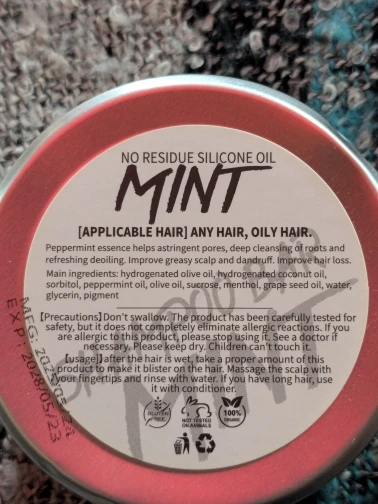 NO RESIDUE SILICONE OIL
MINT
[APPLICABLE HAIR] ANY HAIR, OILY HAIR.
Peppermint essence helps astringent pores, deep cleansing of roots and
refreshing deoiling. Improve greasy scalp and dandruff. Improve hair loss.
Main ingredients: hydrogenated olive oil, hydrogenated coconut oil,
sorbitol, peppermint oil, olive oil, sucrose, menthol, grape seed oil, water,
glycerin, pigment
[Precautions]Don't swallow. The product has been carefully tested for
safety, but it does not completely eliminate allergic reactions. If you
are allergic to this product, please stop using it. See a doctor if
necessary. Please keep dry. Children can't touch it.
[usage]after the hair is wet, take a proper amount of this
product to make it blister on the hair. Massage the scalp with
your fingertips and rinse with water. If you have long hair, use
it with conditioner.
GLUTEN
NOT TESTED
ON ANIMALS
100%
ORGANIC
EXP: 2028/05/23